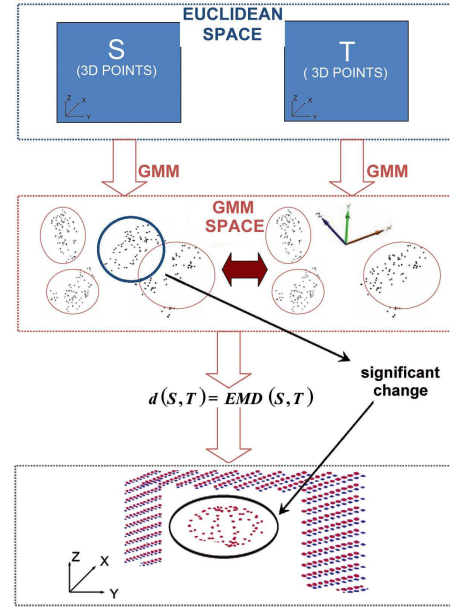 EUCLIDEAN
SPACE
S
(3D POINTS)
Z
X
Y
T
( 3D POINTS)
Z
X
Y
GMM
GMM
GMM
SPACE
significant
change
d(S,T)= EMD (S,T)
Z
X
Y